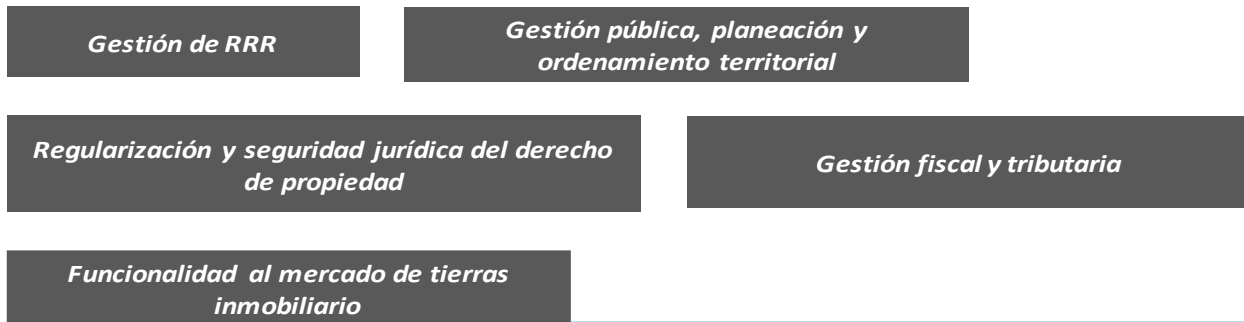 Gestión de RRR
Gestión pública, planeación y
ordenamiento territorial
Regularización y seguridad jurídica del derecho
de propiedad
Gestión fiscal y tributaria
Funcionalidad al mercado de tierras
inmobiliario